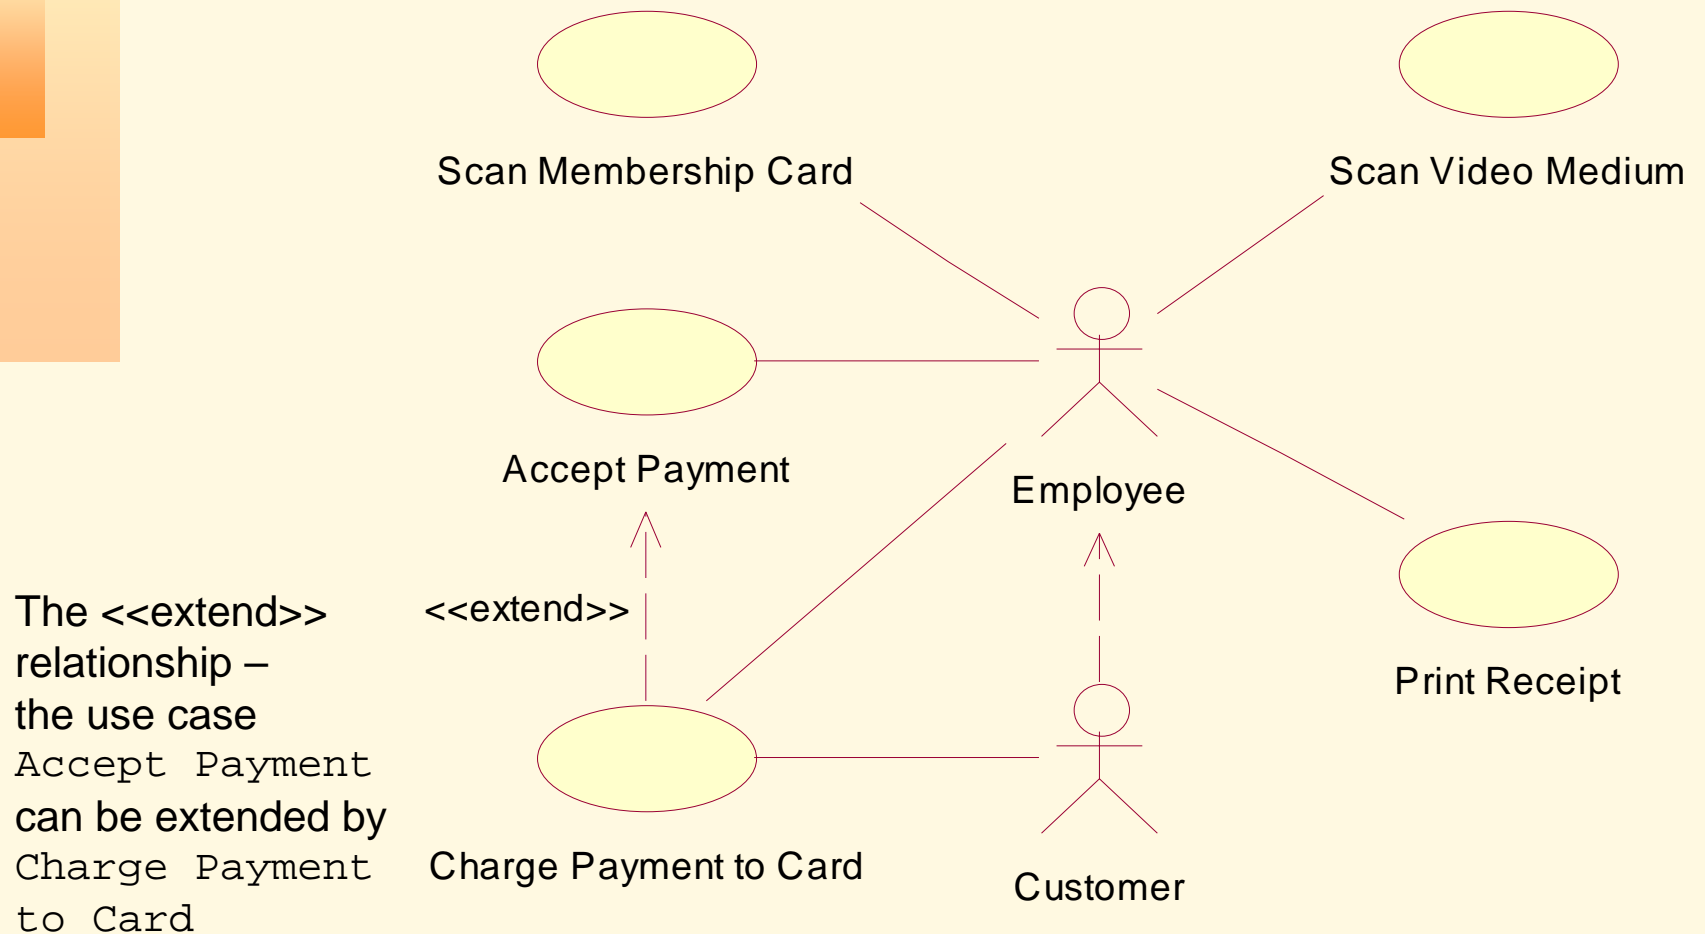 Scan Membership Card
Scan Video Medium
Accept Payment
Employee
<<extend>>
Print Receipt
Charge Payment to Card
Customer
The <<extend>>
relationship –
the use case
Accept Payment
can be extended by
Charge Payment
to Card